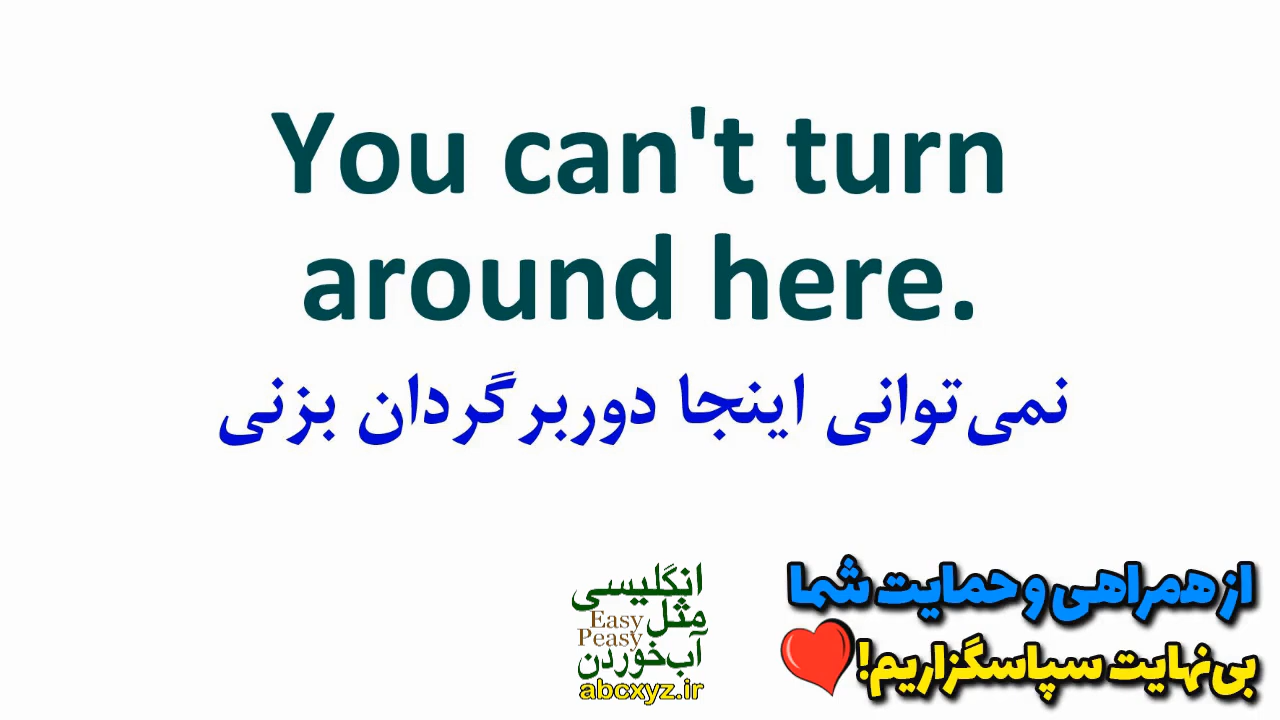 You can't turn
around here.
نمی‌توانی اینجا دوربرگردان بزنی
انگلیسی
مثل
Easy
Peasy
آب‌خوردن
abcxyz.ir
از همراهی و حمایت شما
بی‌نهایت سپاسگزاریم!